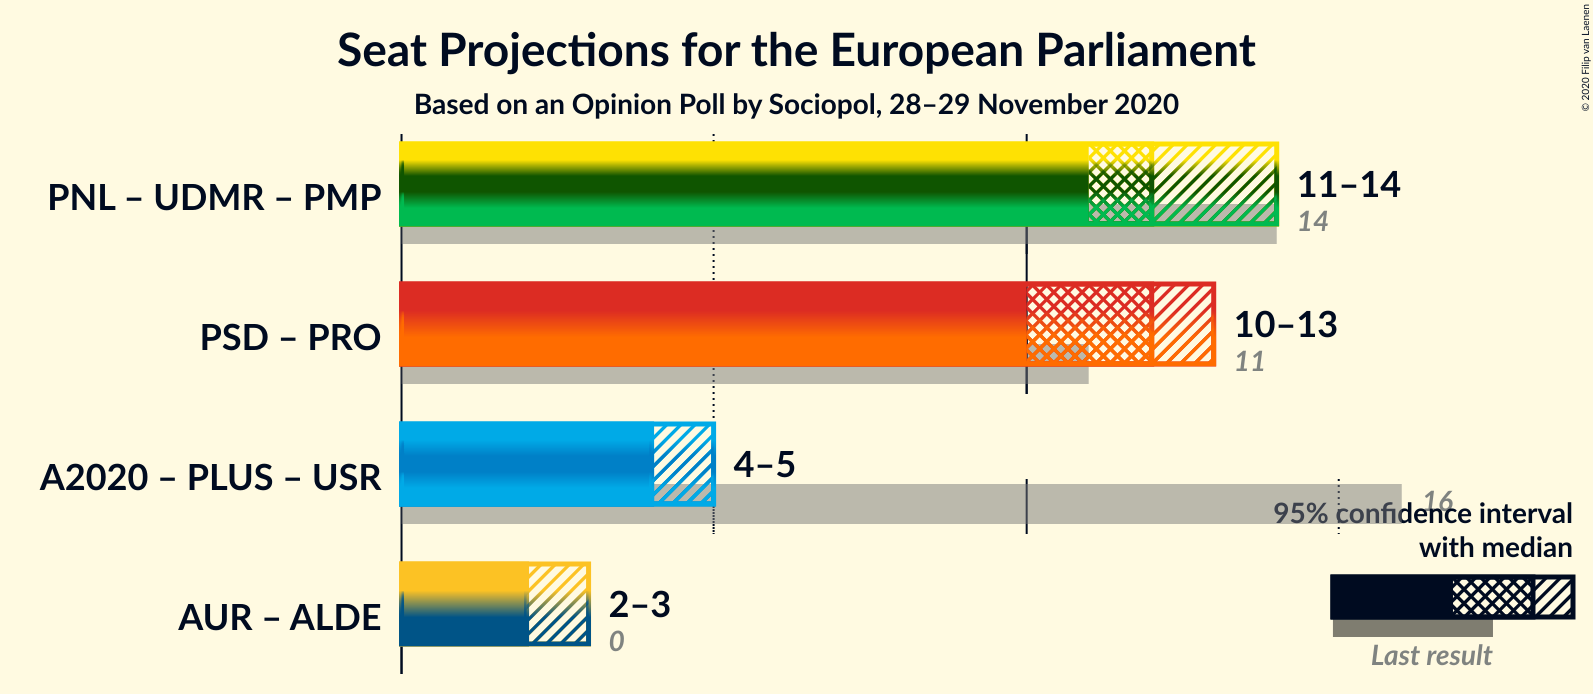 Seat Projections for the European Parliament
Based on an Opinion Poll by Sociopol, 28–29 November 2020
© 2020 Filip van Laenen
PNL – UDMR – PMP
11–14
14
PSD – PRO
10–13
11
A2020 – PLUS – USR
4–5
16
95% confidence interval
with median
Last result
AUR – ALDE
2–3
0